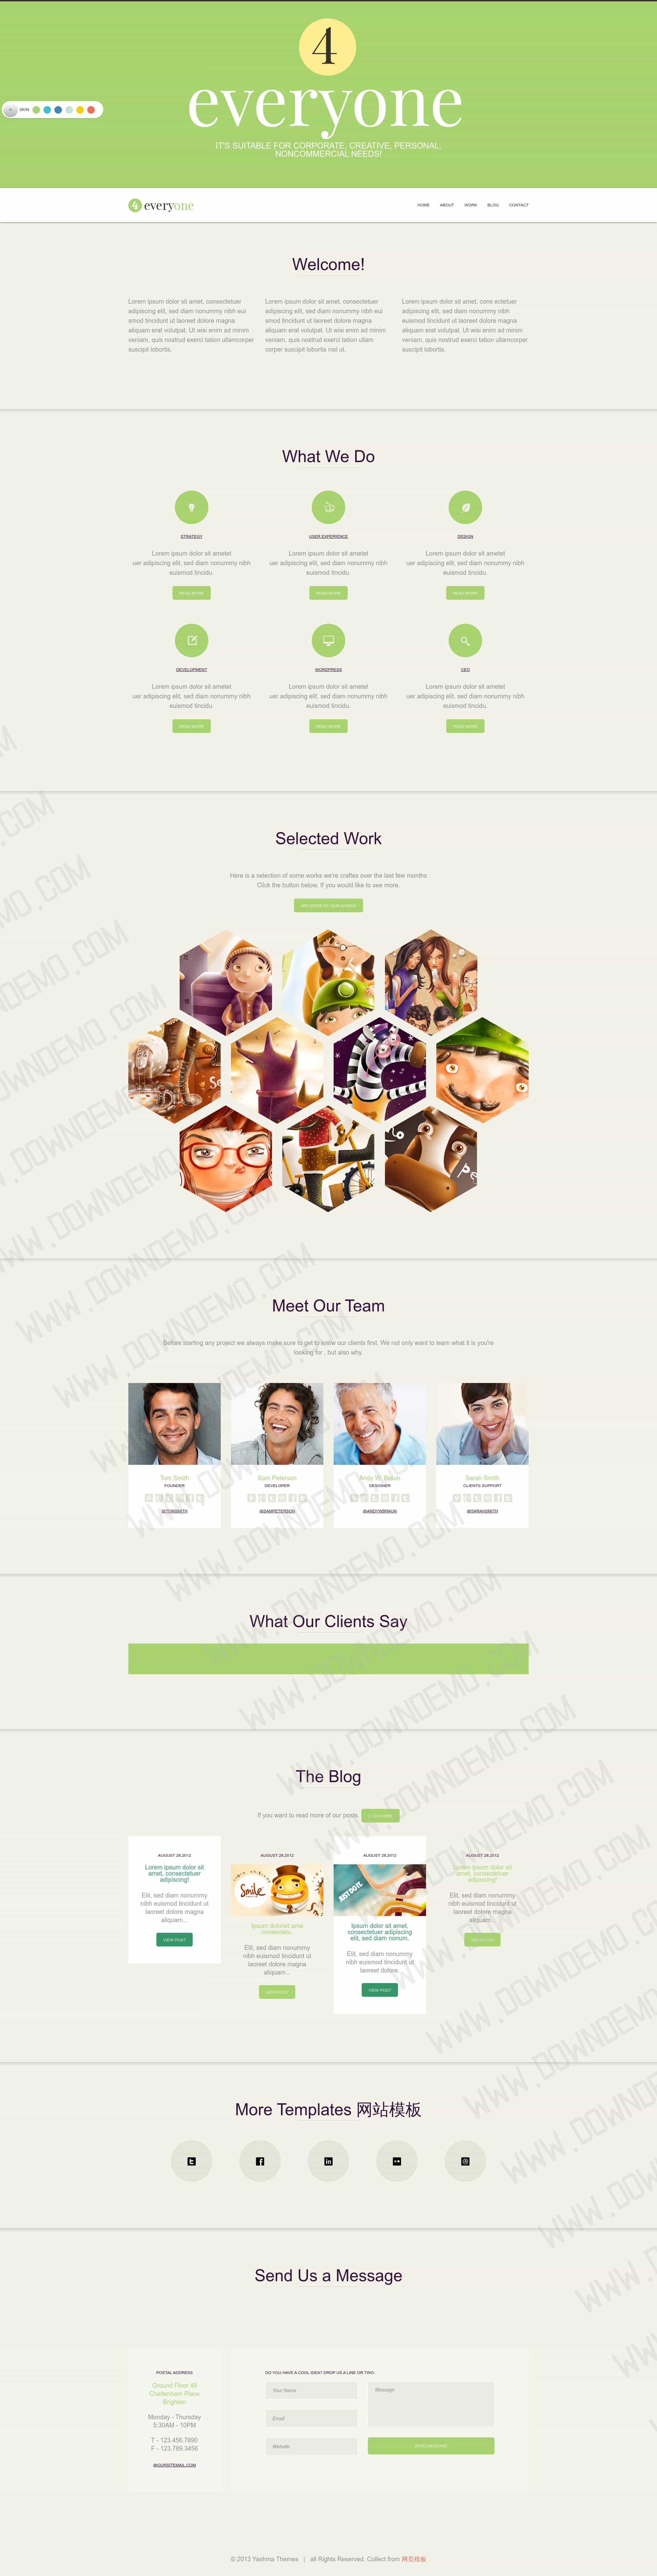 4
everyone
IT'S SUITABLE FOR CORPORATE, CREATIVE, PERSONAL,
NONCOMMERCIAL NEEDS!
SKIN
4 everyone
HOME ABOUT WORK BLOG CONTACT
Welcome!
Lorem ipsum dolor sit amet, consectetuer
adipiscing elit, sed diam nonummy nibh eui
smod tincidunt ut laoreet dolore magna
aliquam erat volutpat. Ut wisi enim ad minim
veniam, quis nostrud exerci tation ullamcorper
suscipit lobortis.
Lorem ipsum dolor sit amet, consectetuer
adipiscing elit, sed diam nonummy nibh eui
smod tincidunt ut laoreet dolore magna
aliquam erat volutpat. Ut wisi enim ad minim
veniam, quis nostrud exerci tation ullam
corper suscipit lobortis nisl ut.
Lorem ipsum dolor sit amet, cons ectetuer
adipiscing elit, sed diam nonummy nibh
euismod tincidunt ut laoreet dolore magna
aliquam erat volutpat. Ut wisi enim ad minim
veniam, quis nostrud exerci tation ullamcorper
suscipit lobortis.
What We Do
STRATEGY
Lorem ipsum dolor sit ametet
uer adipiscing elit, sed diam nonummy nibh
euismod tincidu.
READ MORE
USER EXPERIENCE
Lorem ipsum dolor sit ametet
uer adipiscing elit, sed diam nonummy nibh
euismod tincidu.
READ MORE
DESIGN
Lorem ipsum dolor sit ametet
uer adipiscing elit, sed diam nonummy nibh
euismod tincidu.
READ MORE
DEVELOPMENT
Lorem ipsum dolor sit ametet
uer adipiscing elit, sed diam nonummy nibh
euismod tincidu.
READ MORE
WORDPRESS
Lorem ipsum dolor sit ametet
uer adipiscing elit, sed diam nonummy nibh
euismod tincidu.
READ MORE
CEO
Lorem ipsum dolor sit ametet
uer adipiscing elit, sed diam nonummy nibh
euismod tincidu.
READ MORE
Selected Work
Here is a selection of some works we're craftes over the last few months
Click the button below, If you would like to see more.
Meet Our Team
Before starting any project we always make sure to get to know our clients first. We not only want to learn what it is you're
looking for , but also why.
Tom Smith
FOUNDER
@TOMSMITH
Sam Peterson
DEVELOPER
@SAMPETERSON
Andy W. Braun
DESIGNER
@ANDYWBRAUN
Sarah Smith
CLIENTS SUPPORT
@SARAHSMITH
What Our Clients Say
The Blog
If you want to read more of our posts,
AUGUST 28.2012
Lorem ipsum dolor sit
amet, consectetuer
adipiscing!
Elit, sed diam nonummy
nibh euismod tincidunt ut
laoreet dolore magna
aliquam...
VIEW POST
AUGUST 28.2012
Smile
Ipsum dolorsit ame
consectetu.
Elit, sed diam nonummy
nibh euismod tincidunt ut
laoreet dolore magna
aliquam...
VIEW POST
AUGUST 28.2012
JUST DO IT.
Ipsum dolor sit amet,
consectetuer adipiscing
elit, sed diam nonum.
Elit, sed diam nonummy
nibh euismod tincidunt ut
laoreet dolore.
VIEW POST
AUGUST 28.2012
Lorem ipsum dolor sit
amet, consectetuer
adipiscing!
Elit, sed diam nonummy
nibh euismod tincidunt ut
laoreet dolore magna
aliquam...
VIEW POST
More Templates 网站模板
Send Us a Message
POSTAL ADDRESS
Ground Floor 49
Cheltenham Place
Brighton
Monday - Thursday
5:30AM - 10PM
T - 123.456.7890
F - 123.789.3456
@OURSITEMAIL.COM
DO YOU HAVE A COOL IDEA? DROP US A LINE OR TWO.
Your Name
Email
Website
Message
SEND MESSAGE
© 2013 Yashma Themes | all Rights Reserved. Collect from 网页模板
WWW.DOWNDEMO.COM